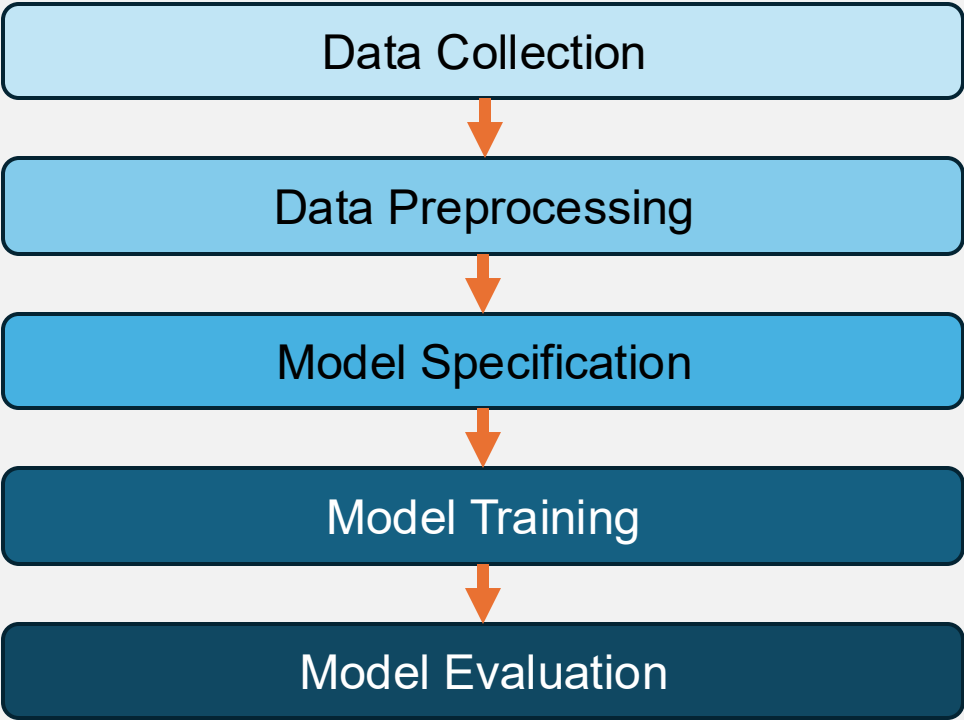 Data Collection
Data Preprocessing
Model Specification
Model Training
Model Evaluation